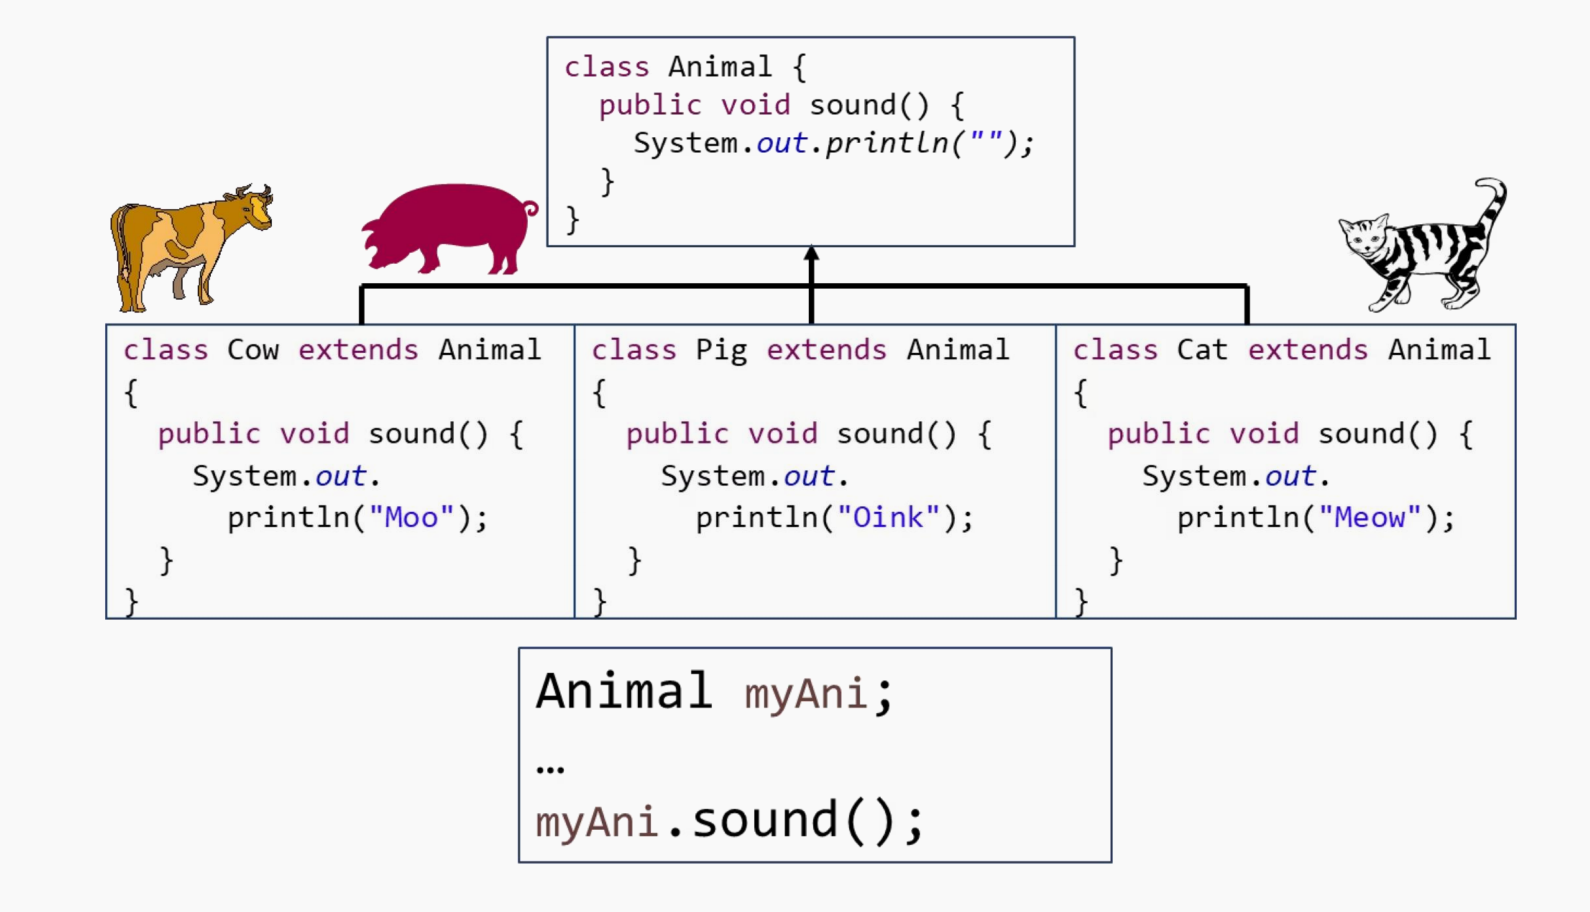 class Animal {
public void sound() {
System.out.println("");
}
}
class Cow extends Animal
{
public void sound() {
System.out.
println("Moo");
}
}
class Pig extends Animal
{
public void sound() {
System.out.
println("Oink");
}
}
class Cat extends Animal
{
public void sound() {
System.out.
println("Meow");
}
}
Animal myAni;
…
myAni.sound();